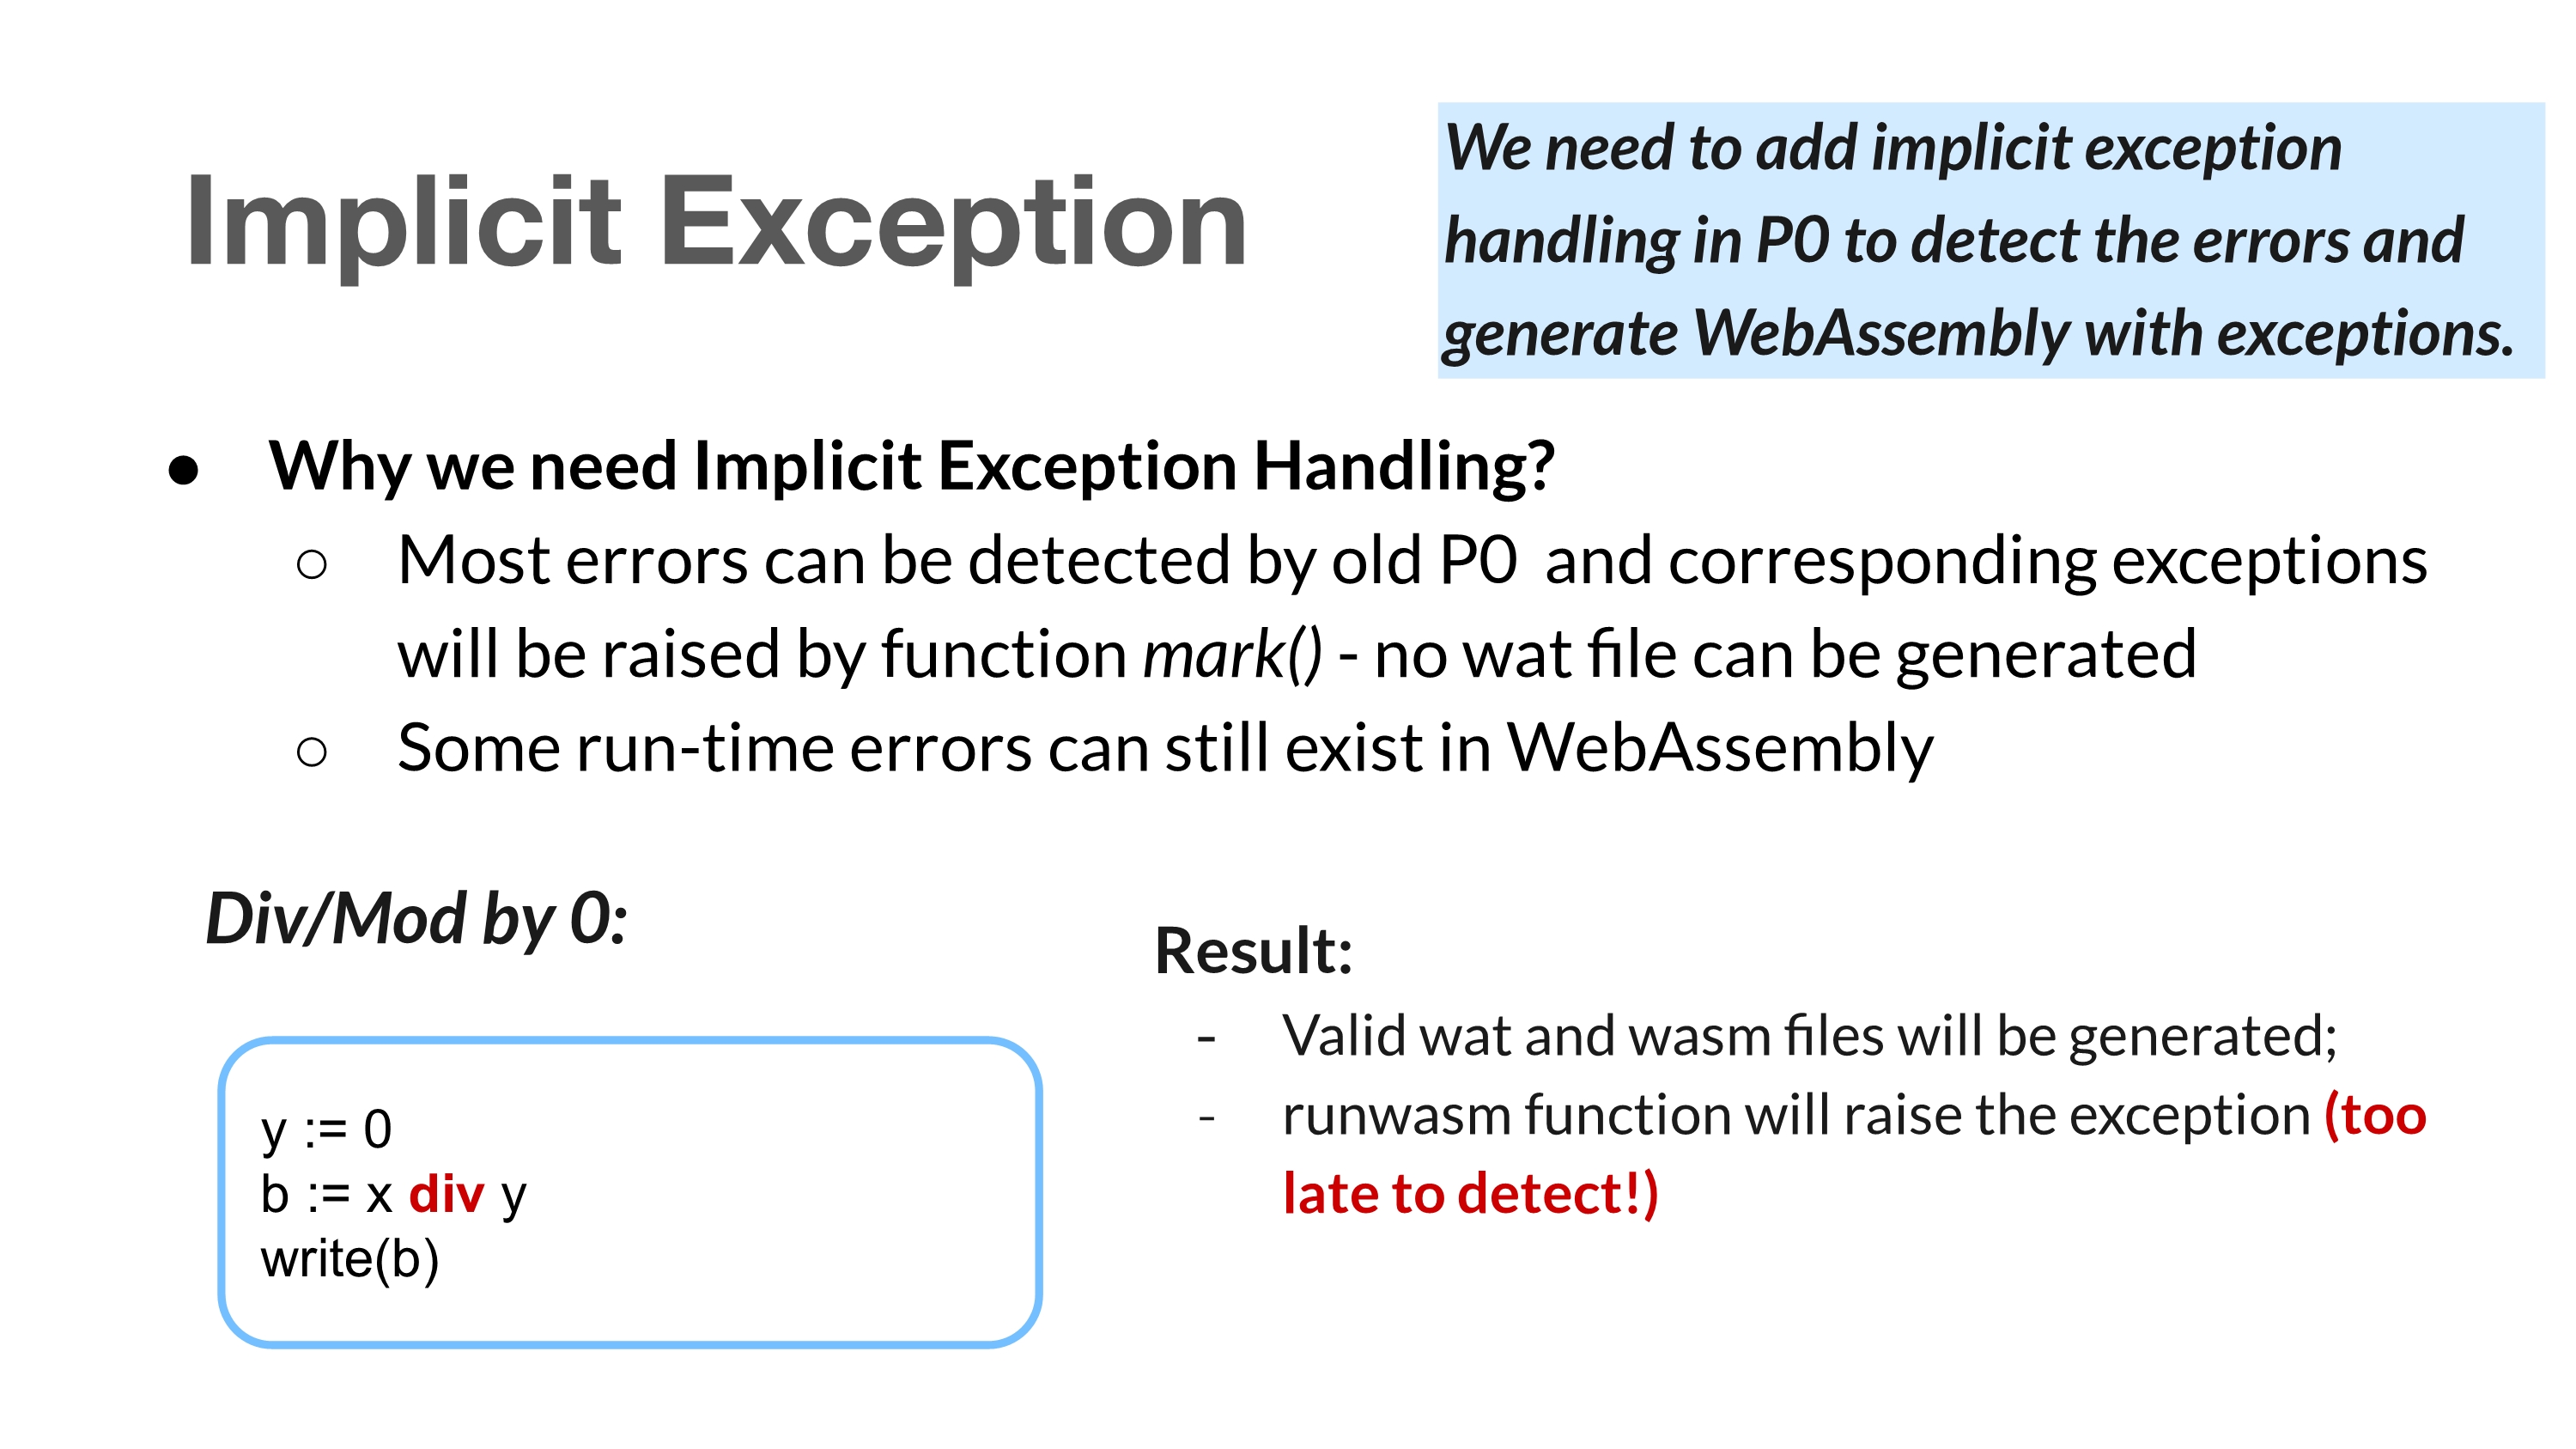 Implicit Exception
We need to add implicit exception
handling in P0 to detect the errors and
generate WebAssembly with exceptions.
● Why we need Implicit Exception Handling?
○ Most errors can be detected by old P0 and corresponding exceptions
will be raised by function mark() - no wat file can be generated
○ Some run-time errors can still exist in WebAssembly
Div/Mod by 0:
y := 0
b := x div y
write(b)
Result:
- Valid wat and wasm files will be generated;
- runwasm function will raise the exception (too
late to detect!)